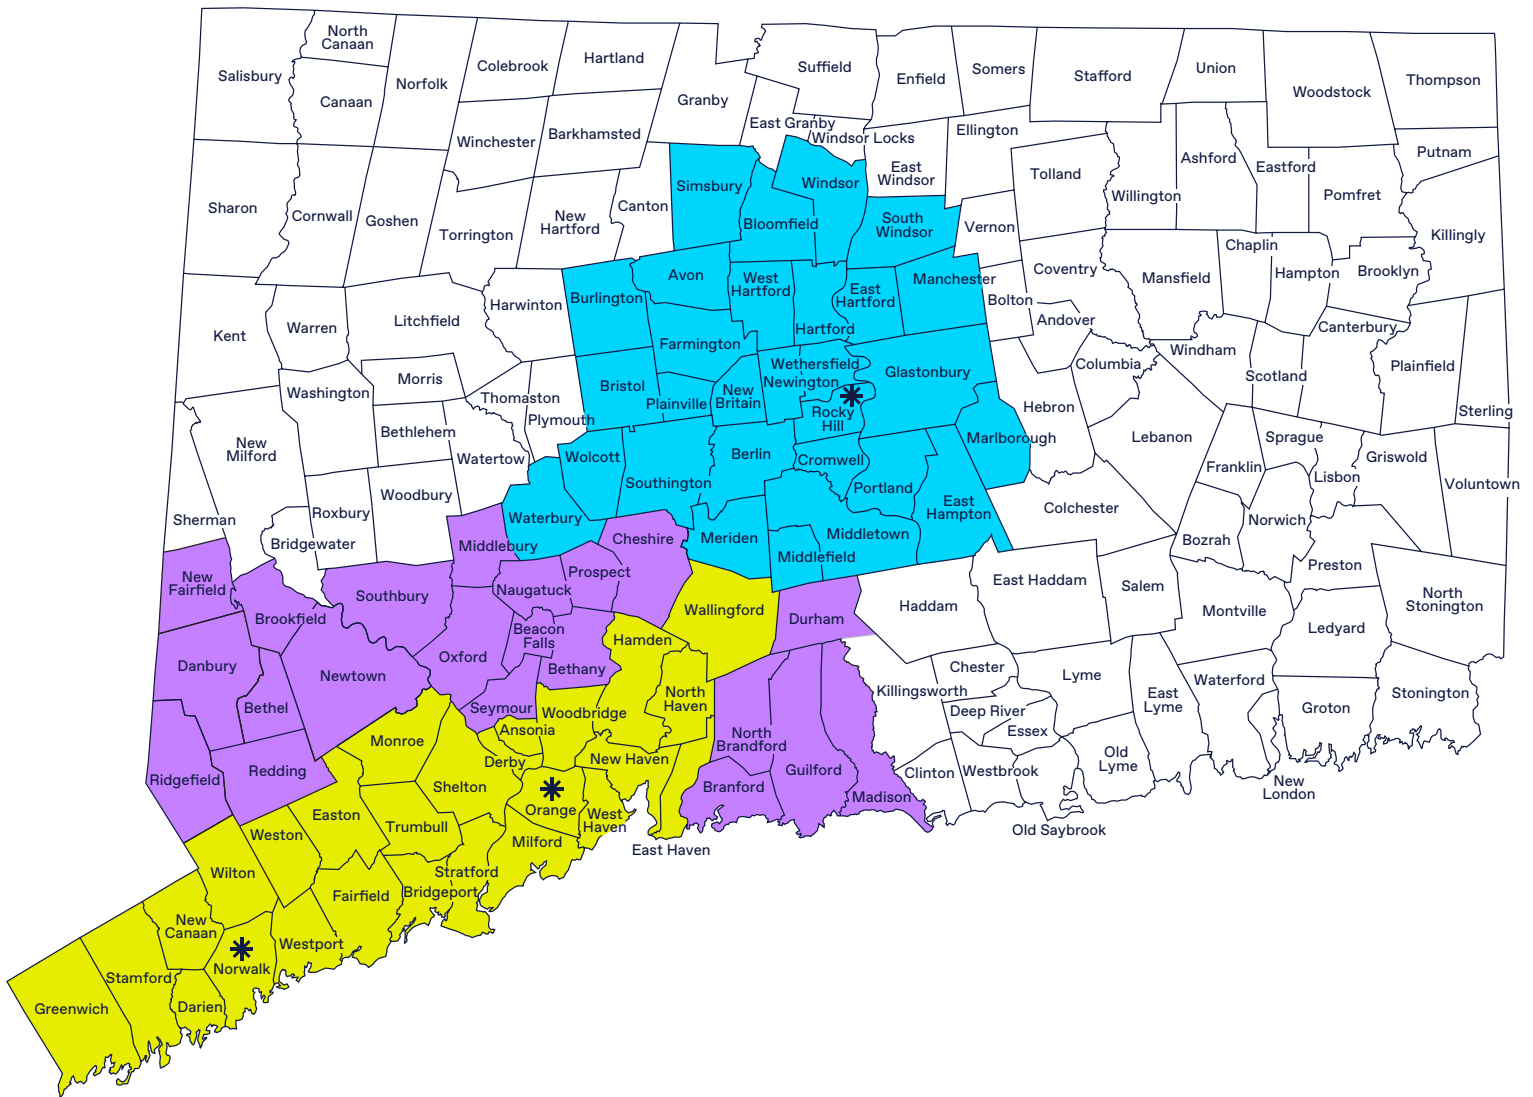 North
Canaan
Salisbury
Canaan
Norfolk
Colebrook
Hartland
Granby
Suffield
Enfield
Somers
Stafford
Union
Woodstock
Thompson
Winchester
Barkhamsted
East Granby
Windsor Locks
East
Windsor
Ellington
Tolland
Willington
Ashford
Eastford
Pomfret
Putnam
Killingly
Sharon
Cornwall
Goshen
Torrington
New
Hartford
Canton
Simsbury
Bloomfield
Windsor
South
Windsor
Vernon
Coventry
Mansfield
Chaplin
Hampton
Brooklyn
Kent
Warren
Litchfield
Harwinton
Burlington
Avon
West
Hartford
Hartford
East
Hartford
Manchester
Bolton
Andover
Columbia
Windham
Scotland
Canterbury
Plainfield
Sterling
Washington
Morris
Thomaston
Plymouth
Bristol
Farmington
Plainville
New
Britain
Newington
Wethersfield
Rocky
Hill
Glastonbury
Hebron
Marlborough
Lebanon
Franklin
Sprague
Lisbon
Griswold
Voluntown
New
Milford
Bethlehem
Watertow
Woodbury
Roxbury
Sherman
Bridgewater
Wolcott
Waterbury
Southington
Berlin
Cromwell
Portland
East
Hampton
Middletown
Middlefield
Meriden
Colchester
Bozrah
Norwich
Preston
North
Stonington
New
Fairfield
Brookfield
Southbury
Middlebury
Naugatuck
Prospect
Cheshire
Wallingford
Durham
Haddam
East Haddam
Salem
Montville
Ledyard
Danbury
Bethel
Newtown
Oxford
Beacon
Falls
Bethany
Seymour
Hamden
North
Haven
Woodbridge
Ansonia
Derby
New Haven
North
Brandford
Guilford
Branford
Madison
Killingsworth
Chester
Deep River
Essex
Lyme
East
Lyme
Old
Lyme
Waterford
Groton
Stonington
New
London
Clinton
Westbrook
Old Saybrook
Ridgefield
Redding
Monroe
Shelton
Orange
West
Haven
East Haven
Milford
Easton
Weston
Trumbull
Stratford
Bridgeport
Fairfield
Wilton
New
Canaan
Norwalk
Westport
Stamford
Darien
Greenwich